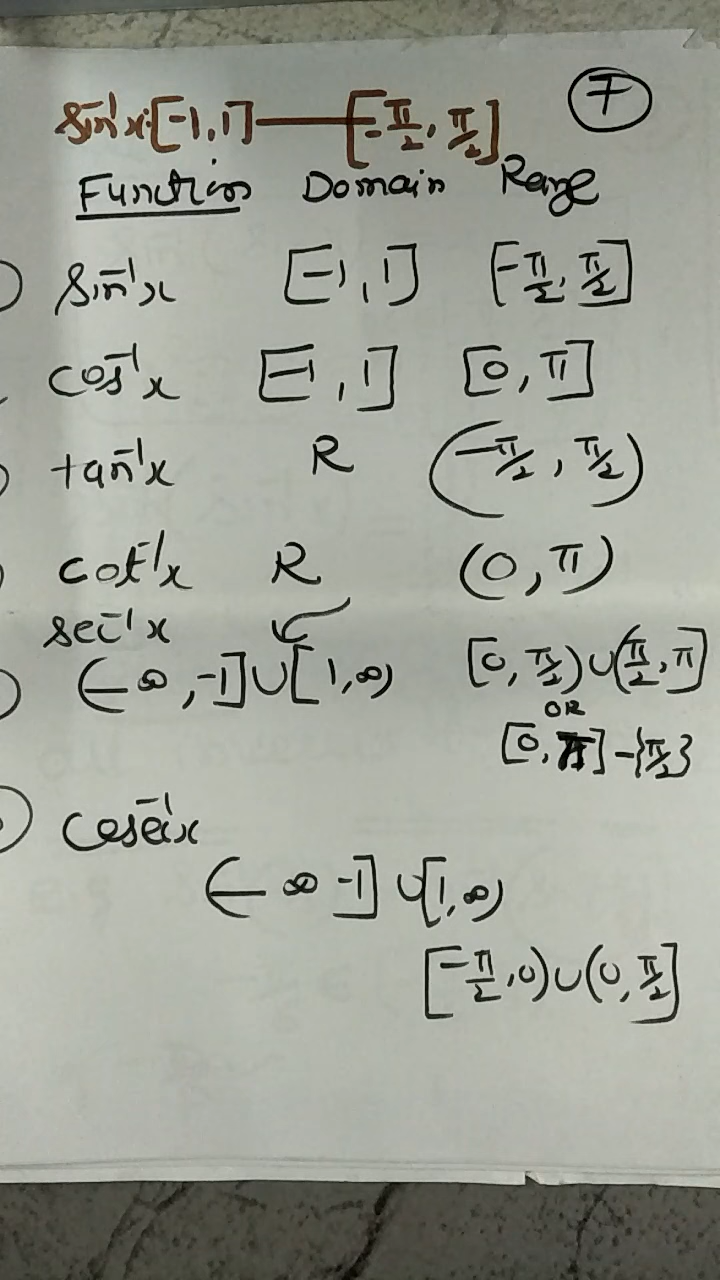 sin⁻¹x:[-1,1]—[-π/2, π/2]
7
Function Domain Range
sin⁻¹x [-1,1] [-π/2, π/2]
cos⁻¹x [-1,1] [0,π]
tan⁻¹x R (-π/2, π/2)
cot⁻¹x R (0,π)
sec⁻¹x
(-∞,-1]∪[1,∞) [0,π/2)∪(π/2,π]
OR
[0,π]-{π/2}
cosec⁻¹x
(-∞ -1] ∪[1,∞)
[-π/2,0)∪(0,π/2]